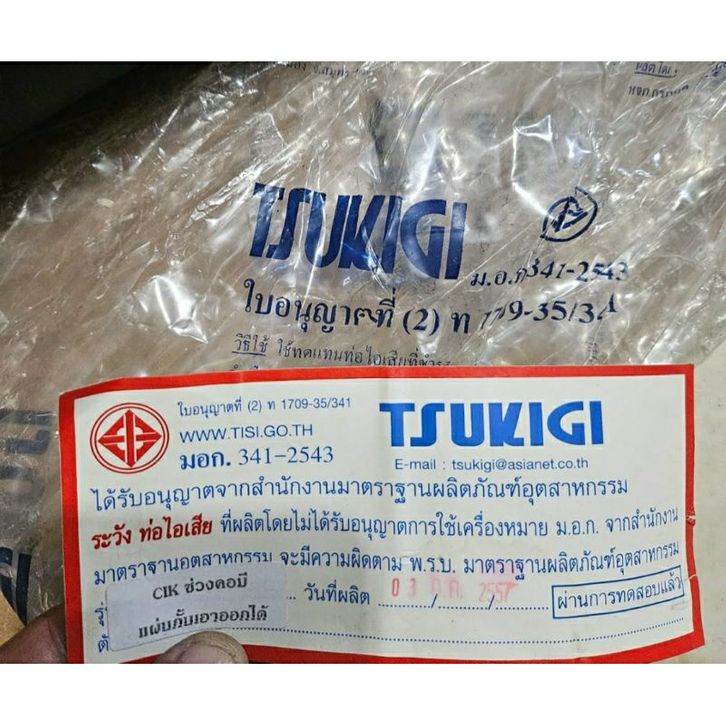 TSUKIGI
ม.อ.ก 341-2543
ใบอนุญาตที่ (2) ท 1709-35/34
วิธีใช้ ใช้ทดแทนท่อไอเสียที่ชำรุด
ใบอนุญาตที่ (2) ท 1709-35/341
WWW.TISI.GO.TH
มอก. 341-2543
TSUKIGI
E-mail : tsukigi@asianet.co.th
ได้รับอนุญาตจากสำนักงานมาตราฐานผลิตภัณฑ์อุตสาหกรรม
ระวัง ท่อไอเสีย ที่ผลิตโดยไม่ได้รับอนุญาตการใช้เครื่องหมาย ม.อ.ก. จากสำนักงาน
มาตราฐานอุตสาหกรรม จะมีความผิดตาม พ.ร.บ. มาตราฐานผลิตภัณฑ์อุตสาหกรรม
CIK ช่วงคอมี
แผ่นกั้นเอาออกได้
วันที่ผลิต 03 ก.ค. 2557
ผ่านการทดสอบแล้ว